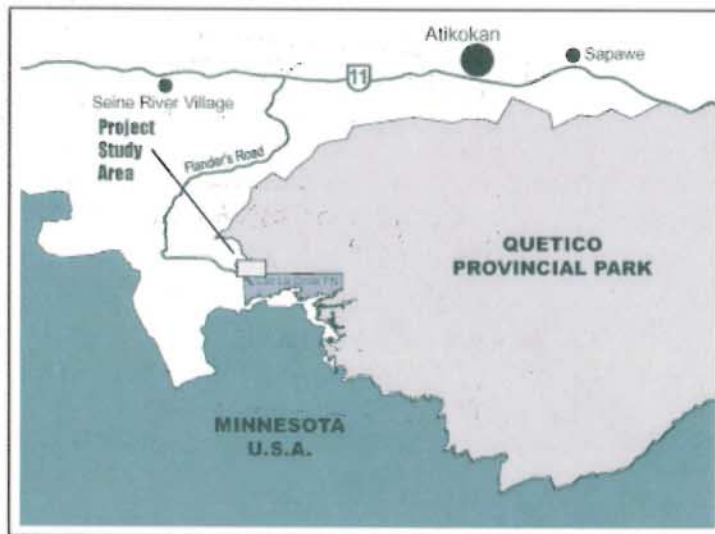 Atikokan
Sapawe
11
Seine River Village
Project
Study
Area
Flander's Road
QUETICO
PROVINCIAL PARK
MINNESOTA
U.S.A.